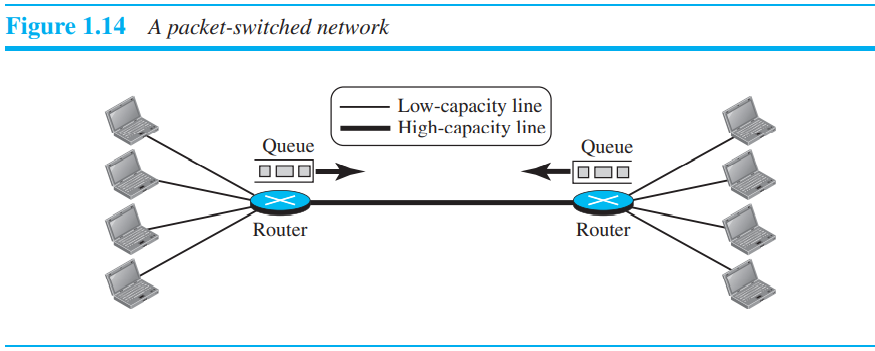 Figure 1.14 A packet-switched network
Low-capacity line
High-capacity line
Queue
Queue
Router
Router